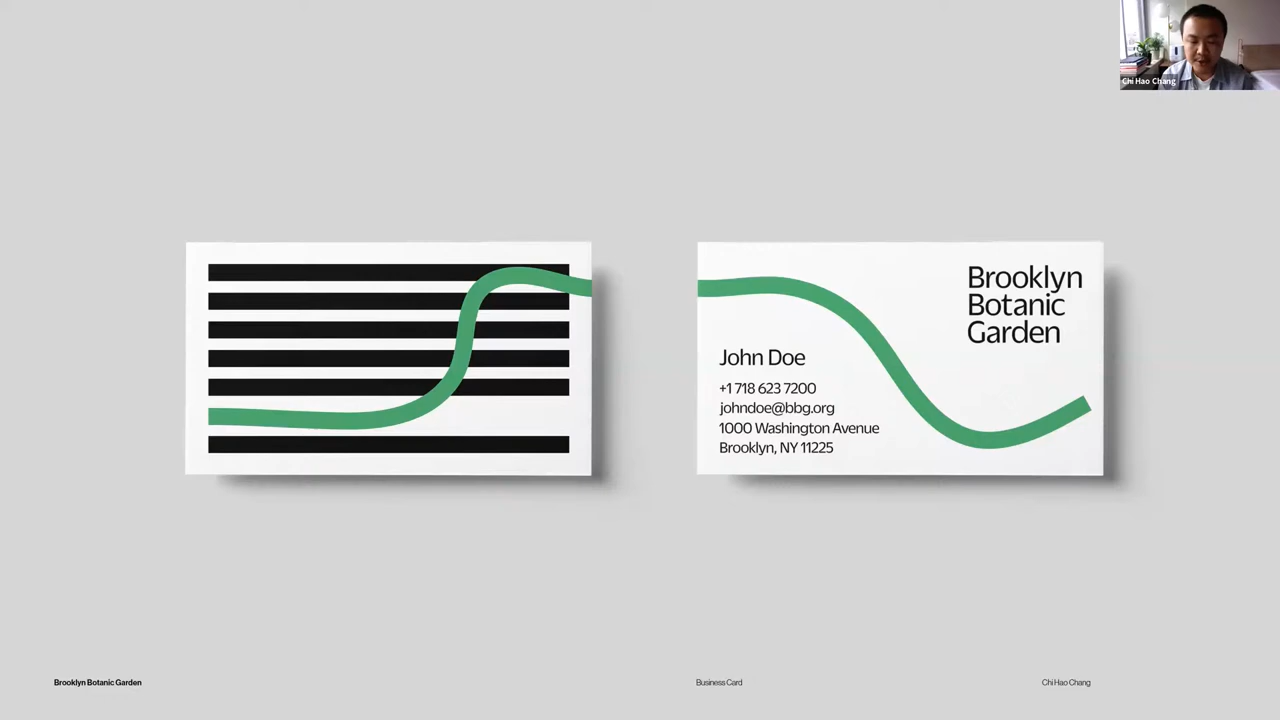 Chi Hao Chang
Brooklyn
Botanic
Garden
John Doe
+1 718 623 7200
johndoe@bbg.org
1000 Washington Avenue
Brooklyn, NY 11225
Brooklyn Botanic Garden
Business Card
Chi Hao Chang